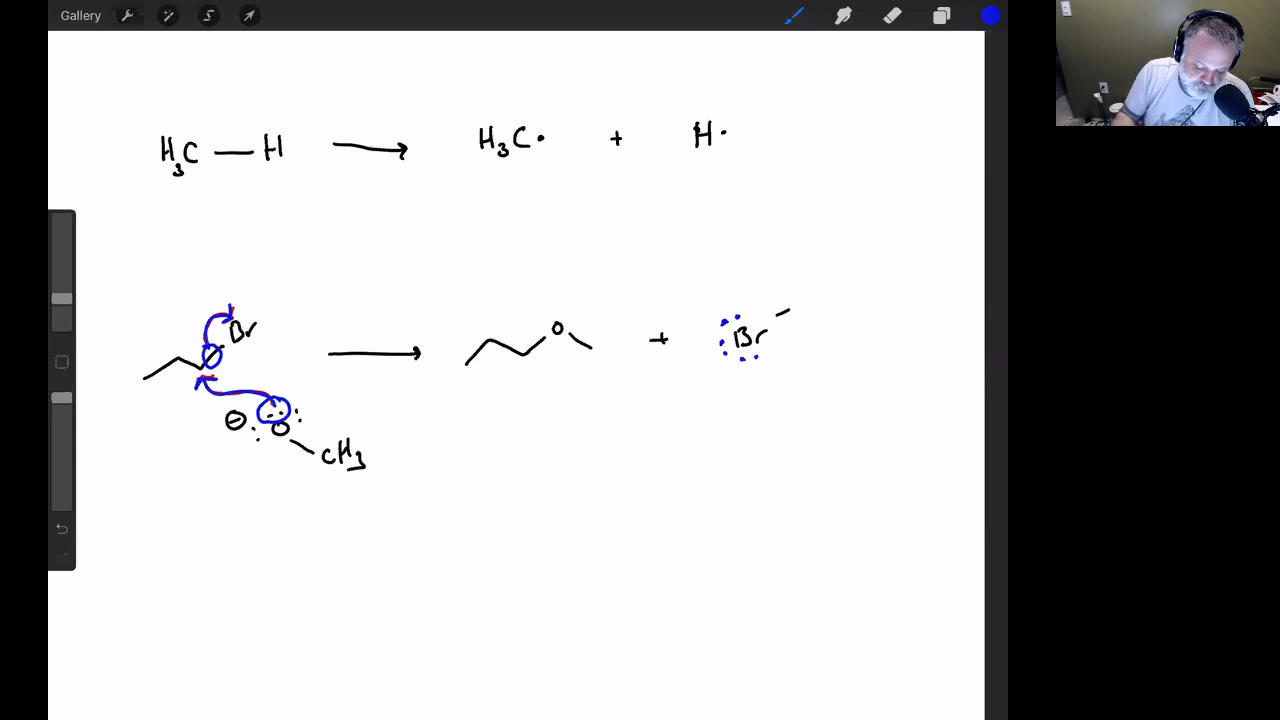 Gallery
H3C — H → H3C• + H•
Br → O + Br –
⊖ O
CH3